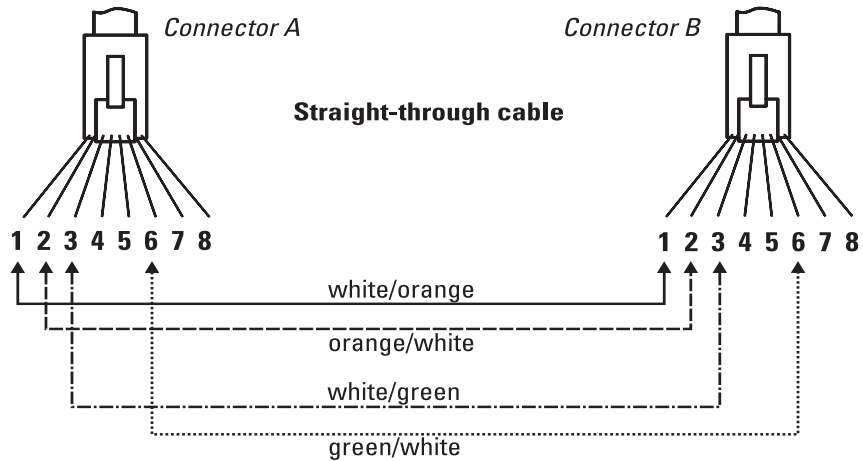 Connector A
Connector B
Straight-through cable
1 2 3 4 5 6 7 8
1 2 3 4 5 6 7 8
white/orange
orange/white
white/green
green/white